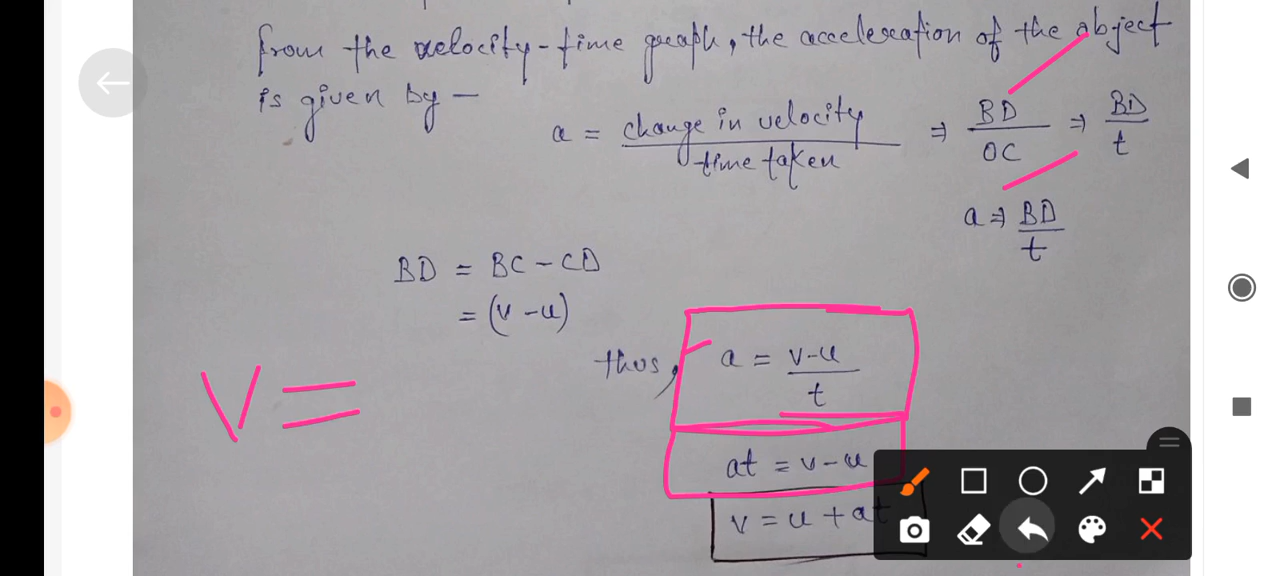 from the velocity-time graph, the acceleration of the object
is given by —
a = change in velocity / time taken ⇒ BD / OC ⇒ BD / t
a ⇒ BD / t
BD = BC - CD
= (v - u)
thus, a = v-u / t
V =
at = v-u
v = u + at